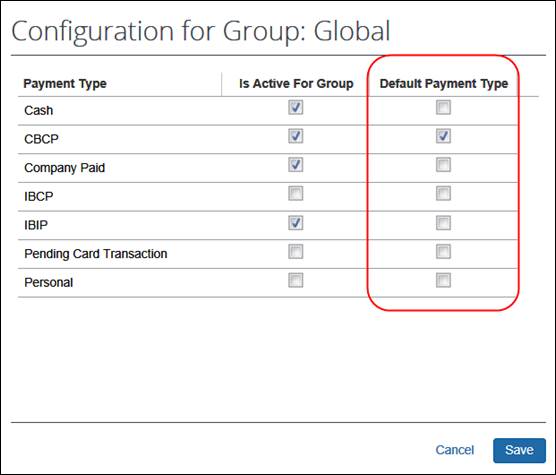 Configuration for Group: Global
Payment Type Is Active For Group Default Payment Type
Cash
CBCP
Company Paid
IBCP
IBIP
Pending Card Transaction
Personal
Cancel Save